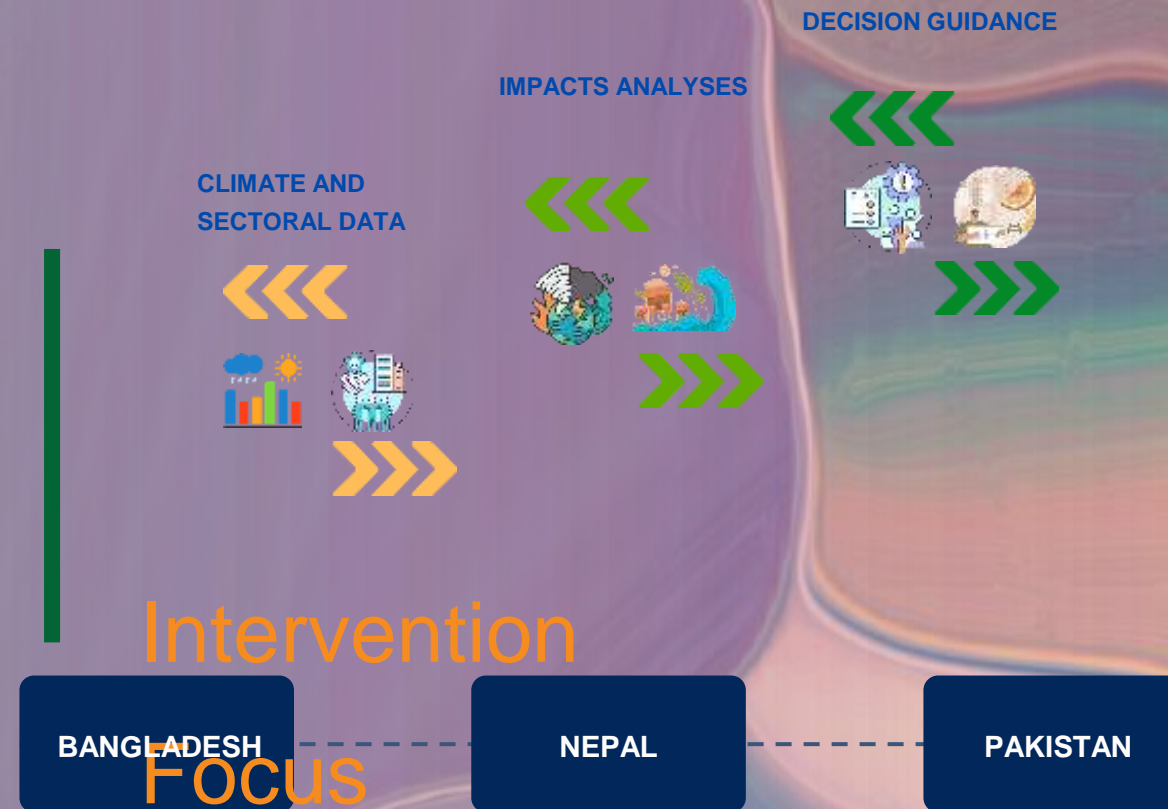 DECISION GUIDANCE
IMPACTS ANALYSES
CLIMATE AND
SECTORAL DATA
Intervention
Focus
BANGLADESH
NEPAL
PAKISTAN